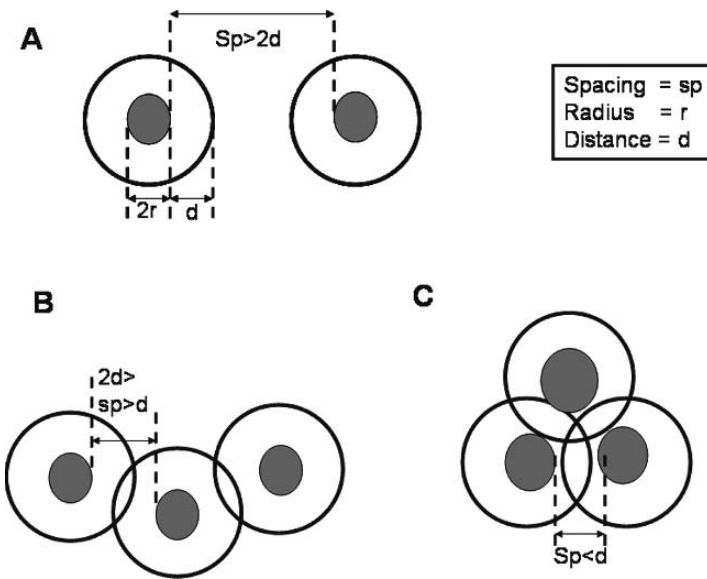 A
Sp>2d
Spacing = sp
Radius = r
Distance = d
2r
d
B
2d>
sp>d
C
Sp<d